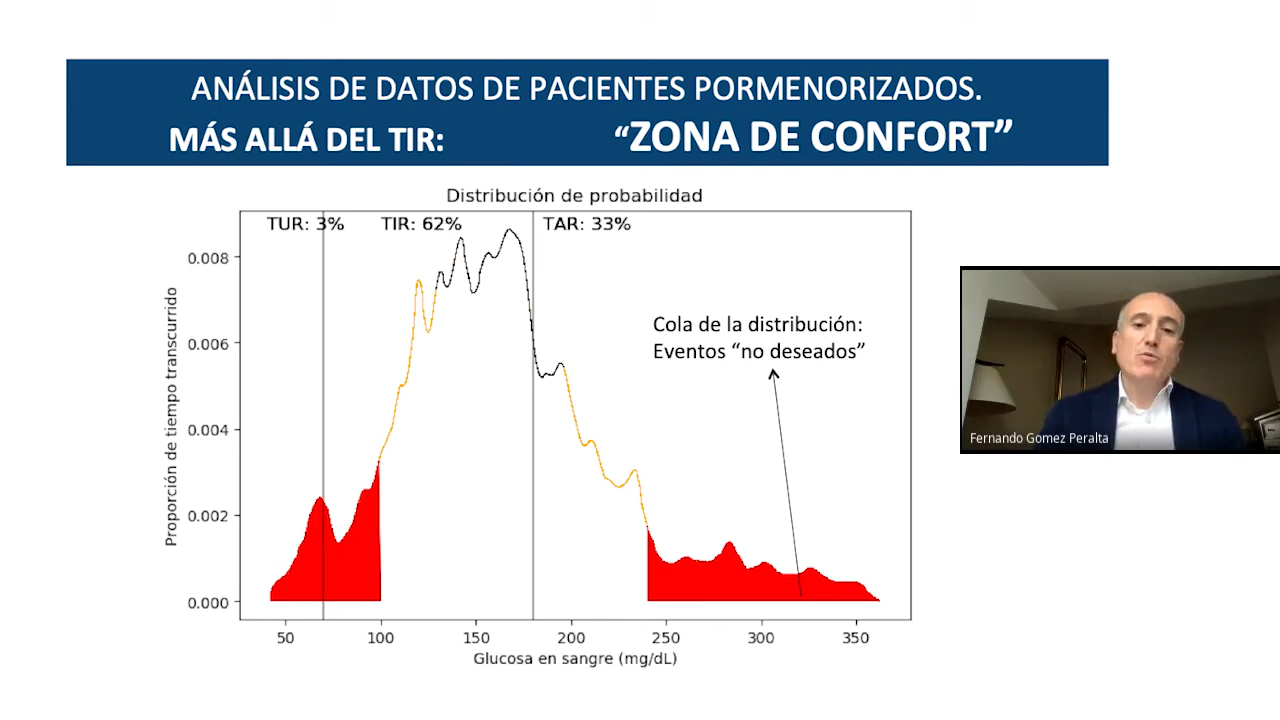 ANÁLISIS DE DATOS DE PACIENTES PORMENORIZADOS.
MÁS ALLÁ DEL TIR: “ZONA DE CONFORT”
Distribución de probabilidad
TUR: 3% TIR: 62% TAR: 33%
Cola de la distribución:
Eventos “no deseados”
Proporción de tiempo transcurrido
0.008
0.006
0.004
0.002
0.000
50 100 150 200 250 300 350
Glucosa en sangre (mg/dL)
Fernando Gomez Peralta